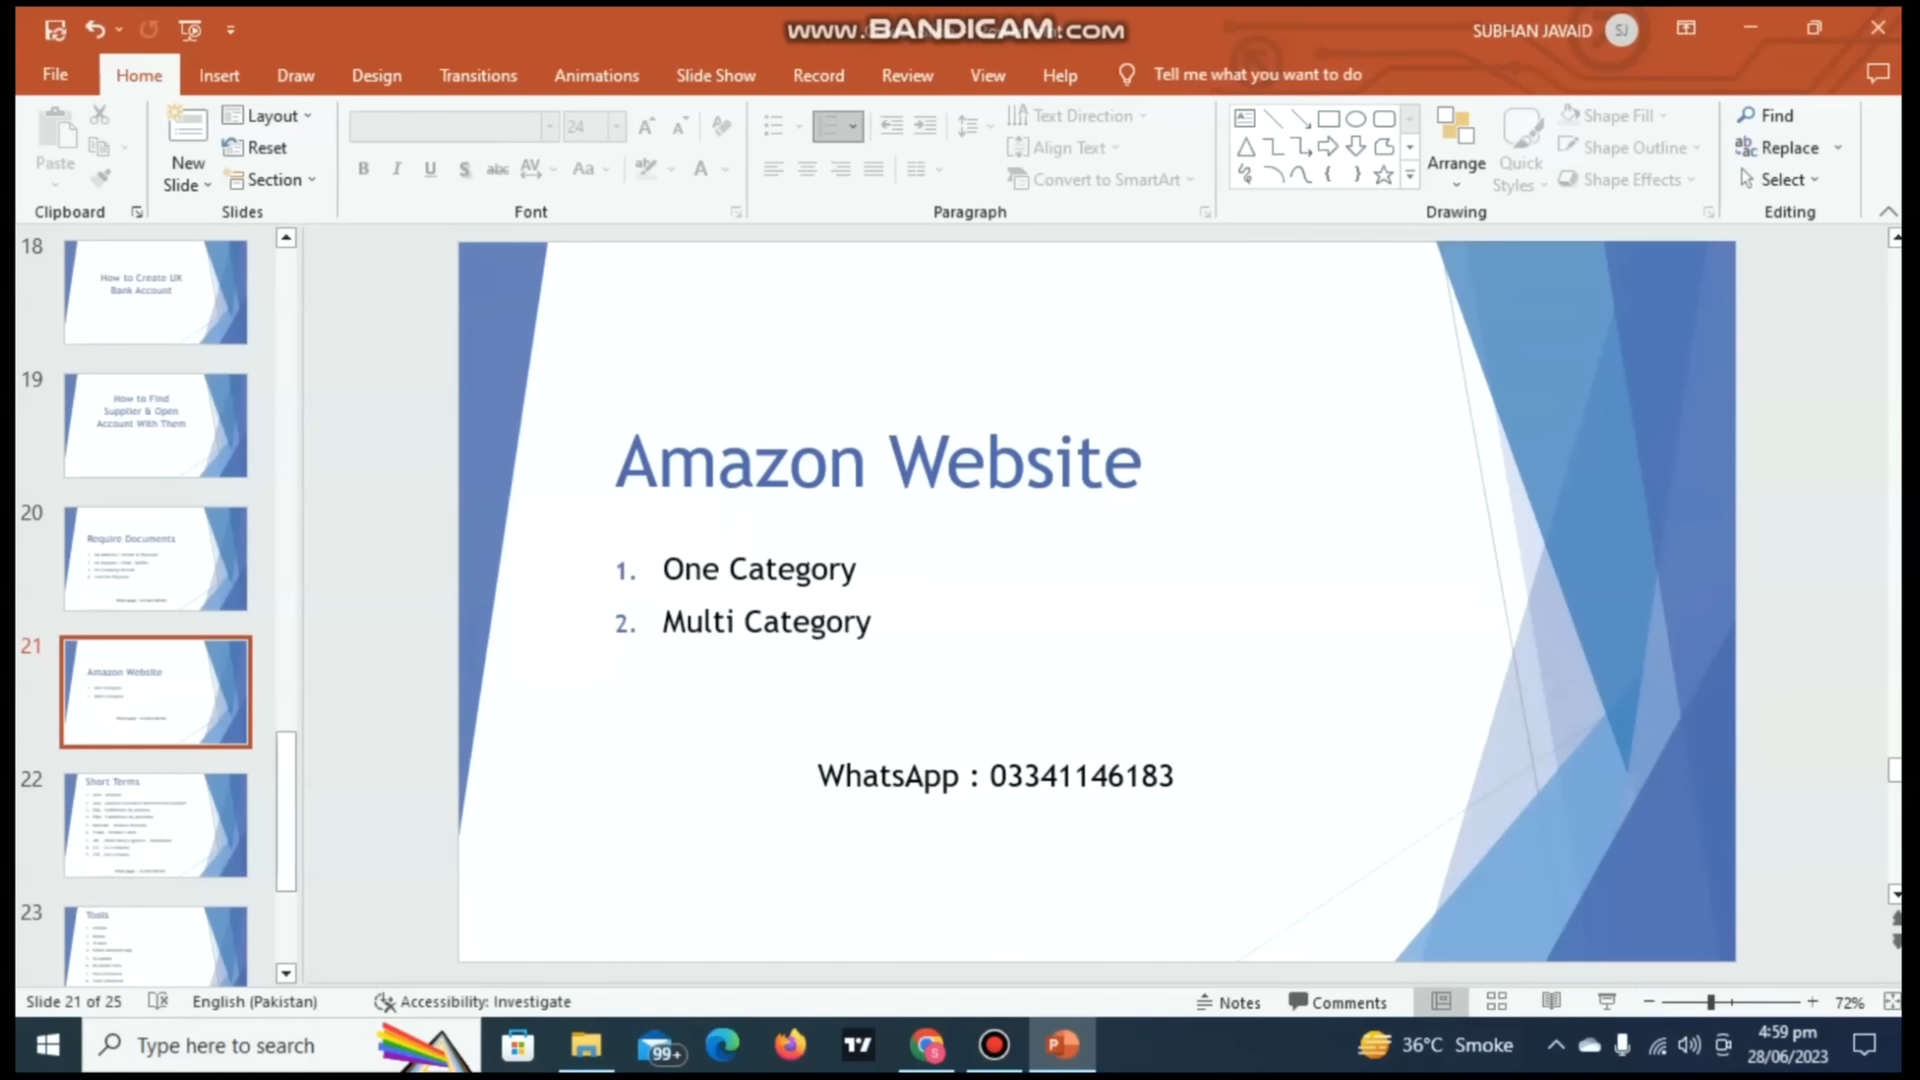 www.BANDICAM.com
SUBHAN JAVAID SJ
File Home Insert Draw Design Transitions Animations Slide Show Record Review View Help Tell me what you want to do
Paste
New Slide
Layout
Reset
Section
24
B I U S abc AV Aa A
Text Direction
Align Text
Convert to SmartArt
Arrange
Quick Styles
Shape Fill
Shape Outline
Shape Effects
Find
Replace
Select
Clipboard Slides Font Paragraph Drawing Editing
18
How to Create UK
Bank Account
19
How to Find
Supplier & Open
Account With Them
20
Require Documents
21
Amazon Website
22
Short Terms
23
Tools
Amazon Website
1. One Category
2. Multi Category
WhatsApp : 03341146183
Slide 21 of 25 English (Pakistan) Accessibility: Investigate Notes Comments 72%
Type here to search
99+
36°C Smoke
4:59 pm
28/06/2023